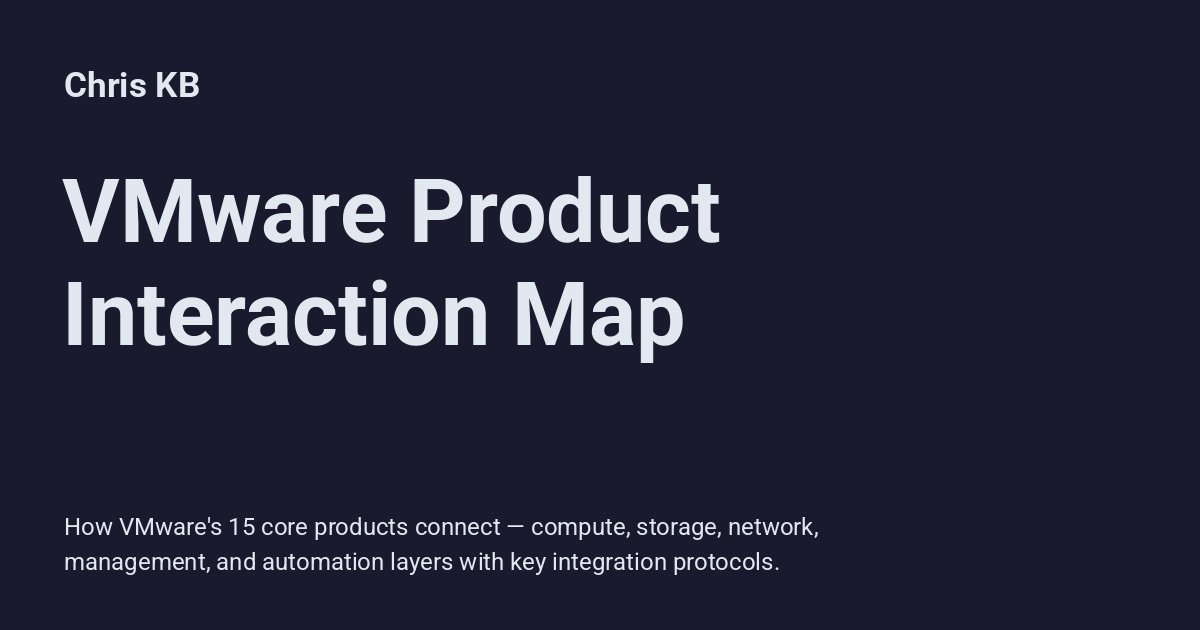 Chris KB
VMware Product
Interaction Map
How VMware's 15 core products connect — compute, storage, network,
management, and automation layers with key integration protocols.